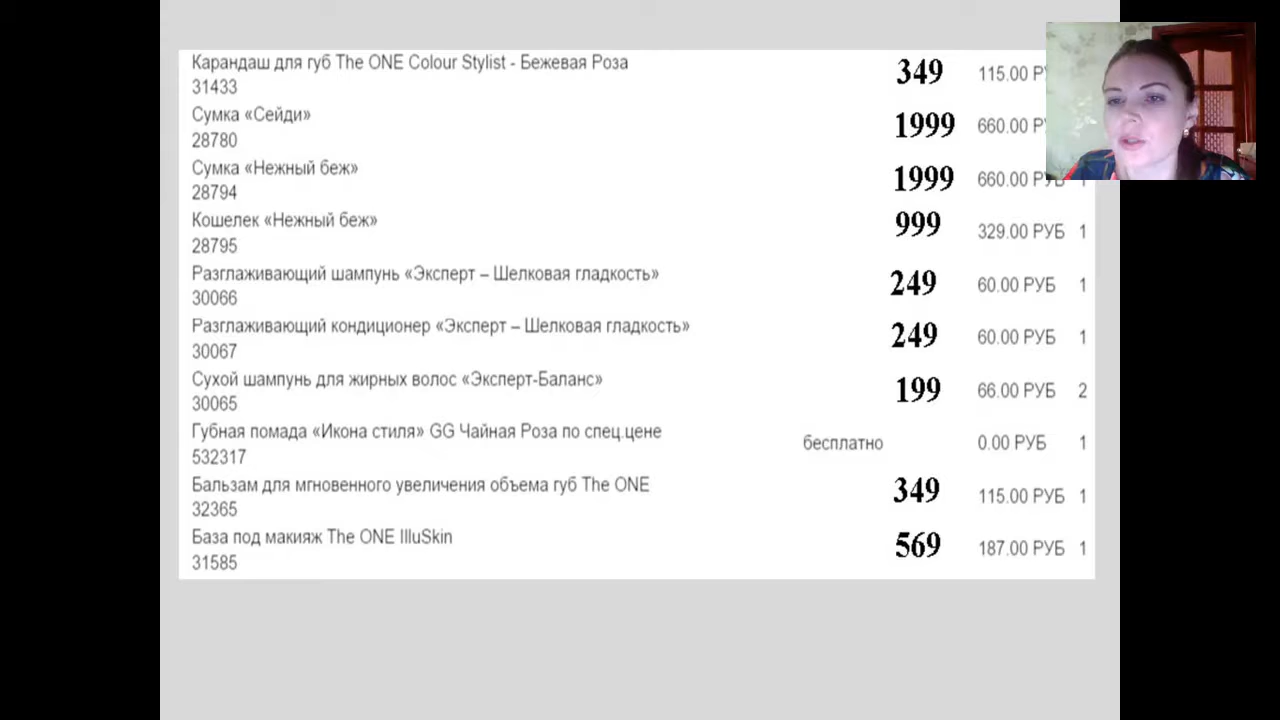 Карандаш для губ The ONE Colour Stylist - Бежевая Роза 349 115.00
31433
Сумка «Сейди» 1999 660.00
28780
Сумка «Нежный беж» 1999 660.00 РУБ 1
28794
Кошелек «Нежный беж» 999 329.00 РУБ 1
28795
Разглаживающий шампунь «Эксперт – Шелковая гладкость» 249 60.00 РУБ 1
30066
Разглаживающий кондиционер «Эксперт – Шелковая гладкость» 249 60.00 РУБ 1
30067
Сухой шампунь для жирных волос «Эксперт-Баланс» 199 66.00 РУБ 2
30065
Губная помада «Икона стиля» GG Чайная Роза по спец.цене бесплатно 0.00 РУБ 1
532317
Бальзам для мгновенного увеличения объема губ The ONE 349 115.00 РУБ 1
32365
База под макияж The ONE IlluSkin 569 187.00 РУБ 1
31585